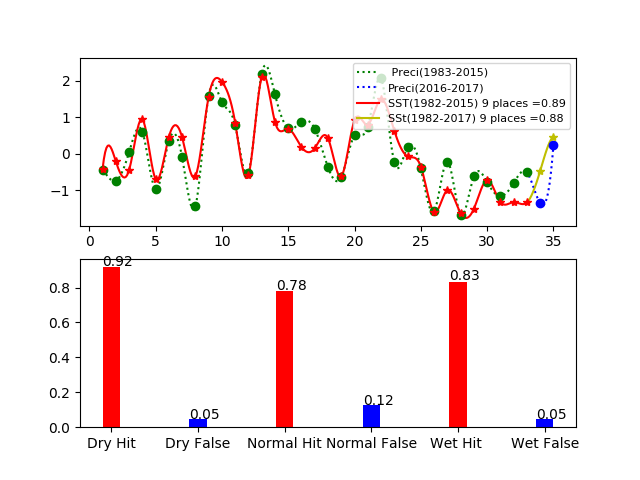 Preci(1983-2015)
Preci(2016-2017)
SST(1982-2015) 9 places =0.89
SSt(1982-2017) 9 places =0.88
2
1
0
−1
0 5 10 15 20 25 30 35
0.92
0.05
0.78
0.12
0.83
0.05
0.8
0.6
0.4
0.2
0.0
Dry Hit Dry False Normal Hit Normal False Wet Hit Wet False